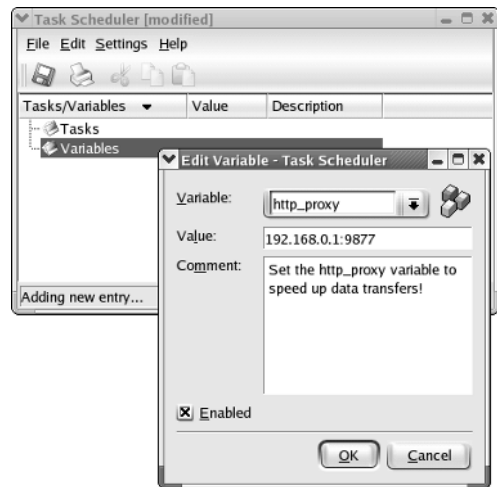 Task Scheduler [modified]
File Edit Settings Help
Tasks/Variables Value Description
Tasks
Variables
Adding new entry...
Edit Variable - Task Scheduler
Variable: http_proxy
Value: 192.168.0.1:9877
Comment: Set the http_proxy variable to
speed up data transfers!
Enabled
OK Cancel